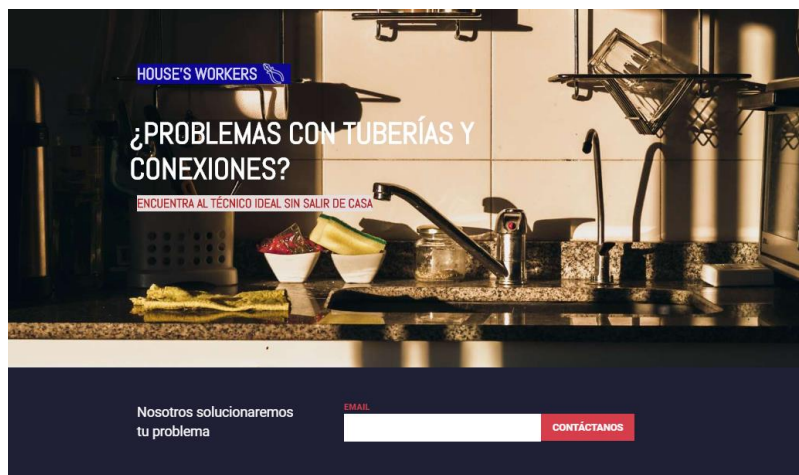 HOUSE'S WORKERS
¿PROBLEMAS CON TUBERÍAS Y
CONEXIONES?
ENCUENTRA AL TÉCNICO IDEAL SIN SALIR DE CASA
Nosotros solucionaremos
tu problema
EMAIL
CONTÁCTANOS